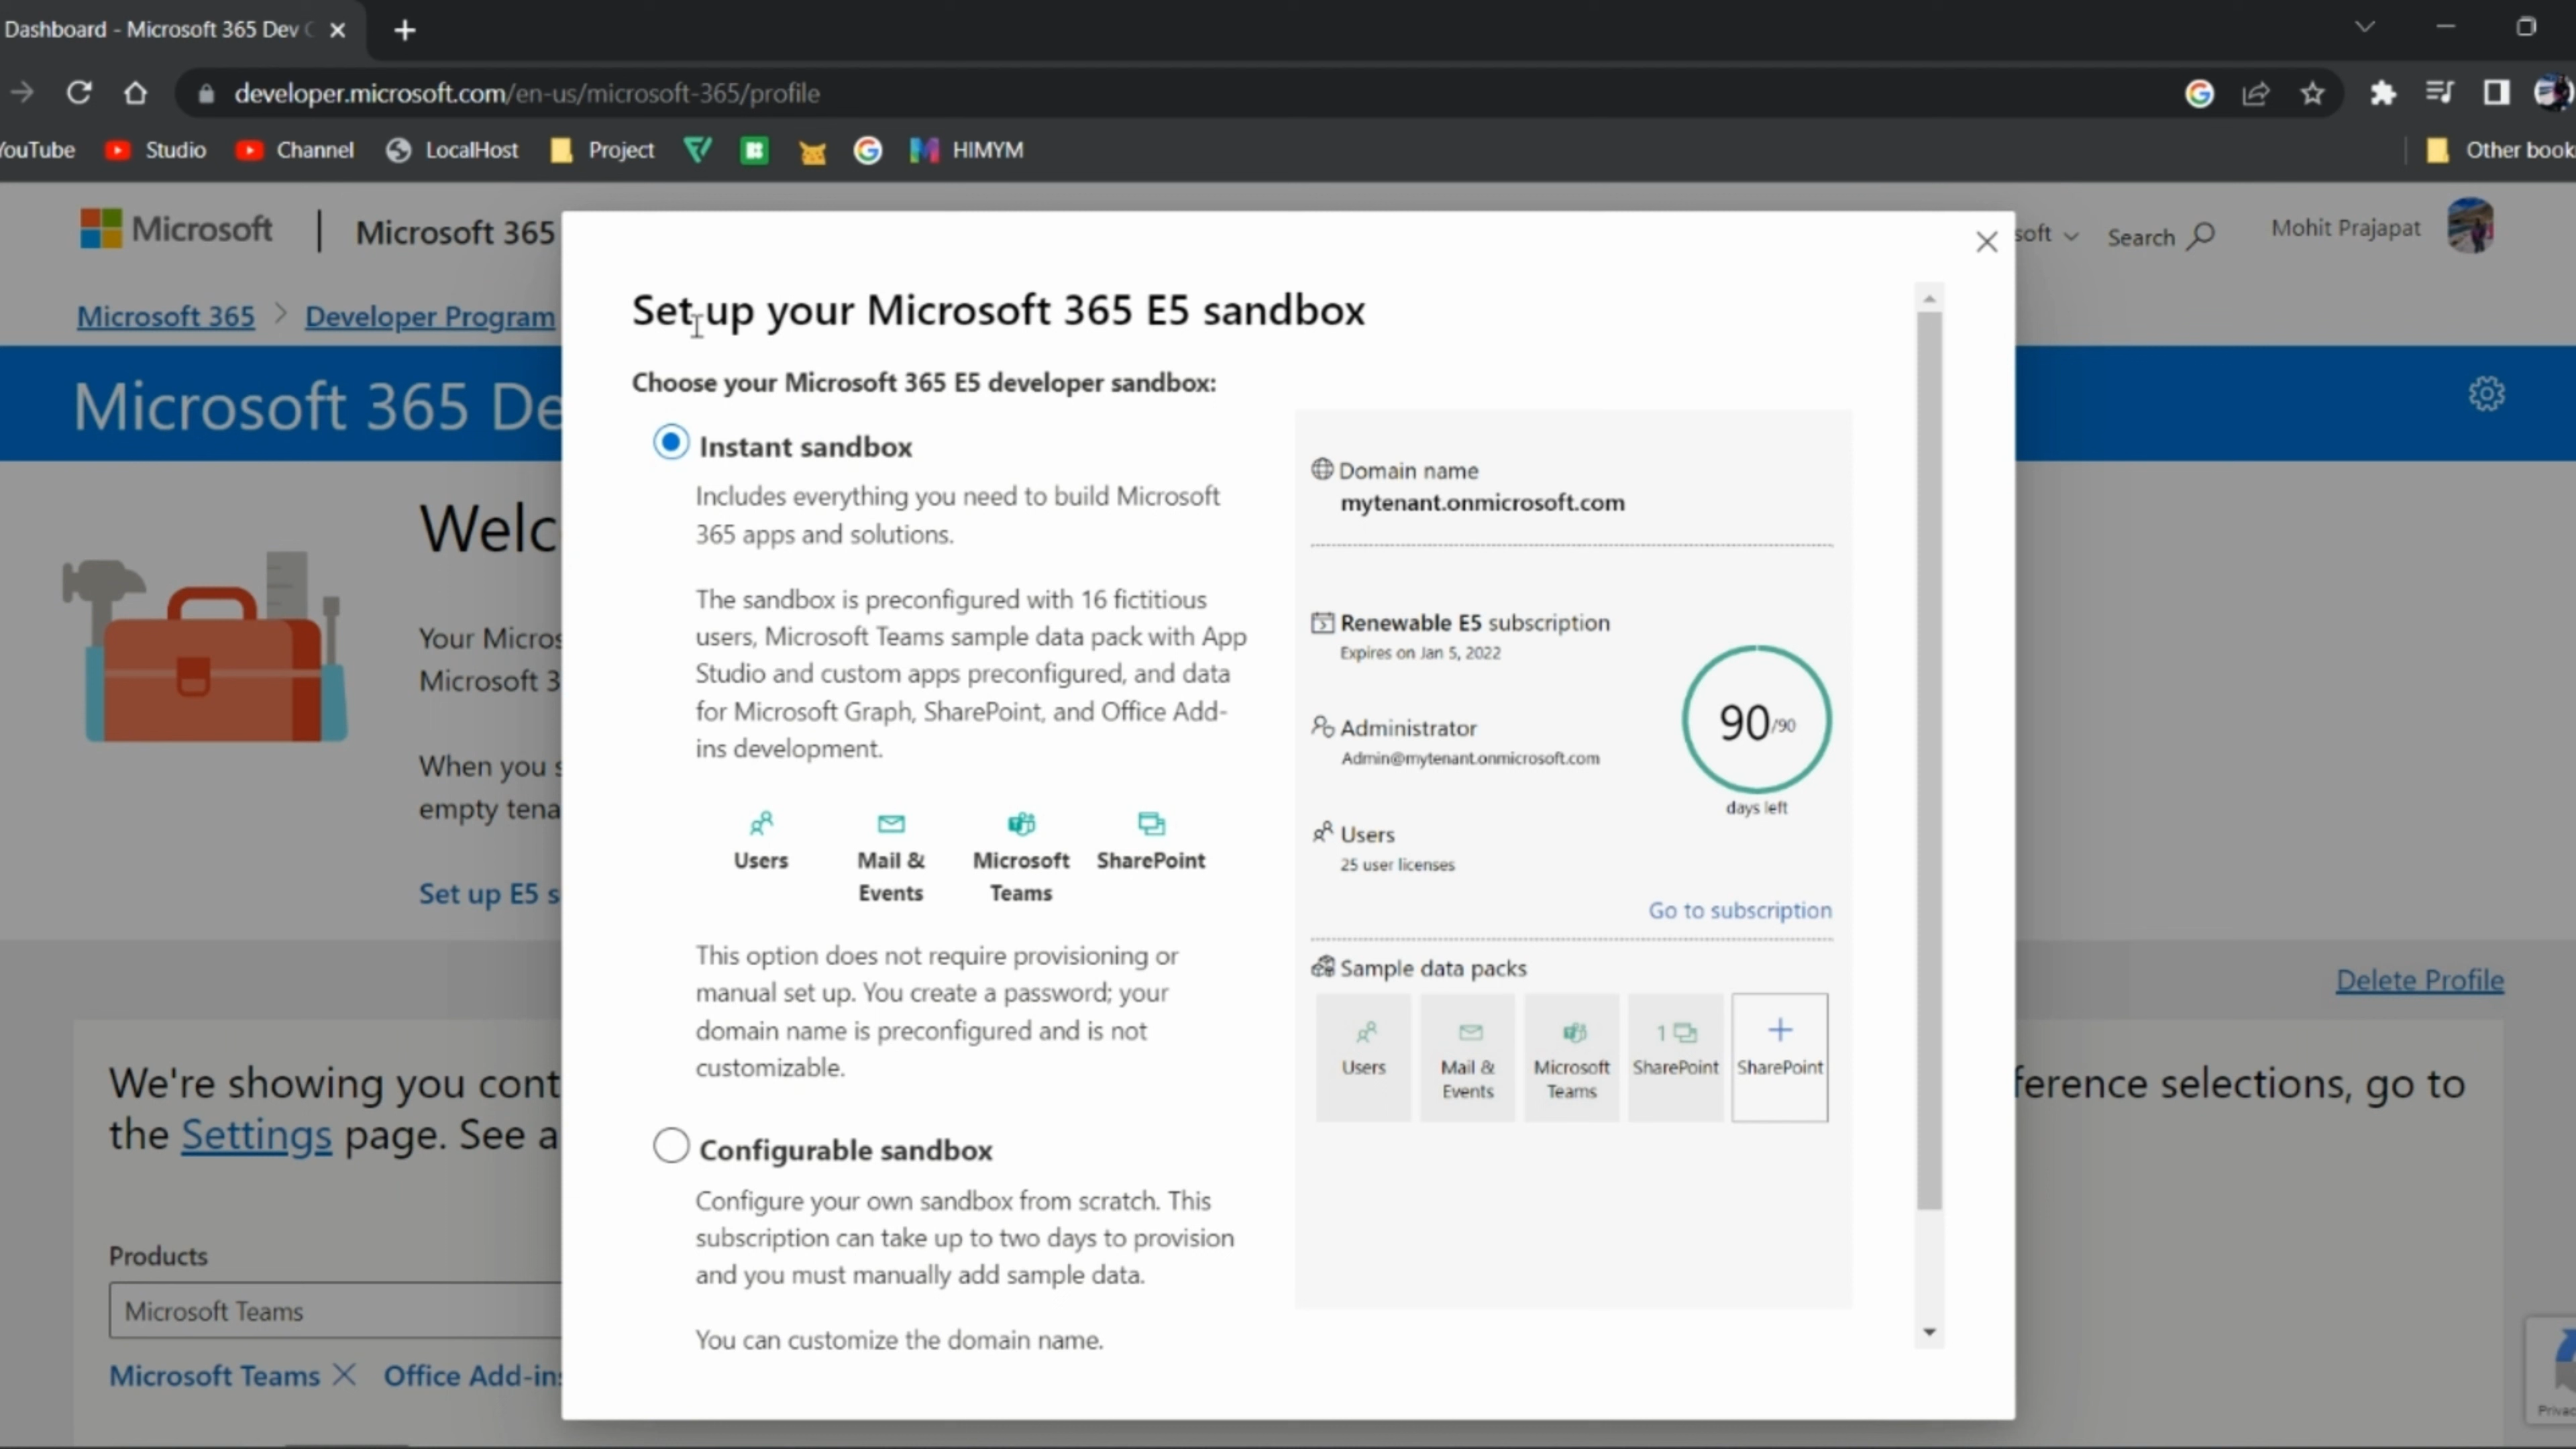 Dashboard - Microsoft 365 Dev
developer.microsoft.com/en-us/microsoft-365/profile
YouTube Studio Channel LocalHost Project HIMYM Other book
Microsoft | Microsoft 365
soft Search Mohit Prajapat
Microsoft 365 > Developer Program
Microsoft 365 De
Welc
Your Micros
Microsoft 3
When you s
empty tena
Set up E5 s
Delete Profile
We're showing you cont
ference selections, go to
the Settings page. See a
Products
Microsoft Teams
Microsoft Teams Office Add-ins
Set up your Microsoft 365 E5 sandbox
Choose your Microsoft 365 E5 developer sandbox:
Instant sandbox
Includes everything you need to build Microsoft
365 apps and solutions.
The sandbox is preconfigured with 16 fictitious
users, Microsoft Teams sample data pack with App
Studio and custom apps preconfigured, and data
for Microsoft Graph, SharePoint, and Office Add-
ins development.
Users
Mail &
Events
Microsoft
Teams
SharePoint
This option does not require provisioning or
manual set up. You create a password; your
domain name is preconfigured and is not
customizable.
Configurable sandbox
Configure your own sandbox from scratch. This
subscription can take up to two days to provision
and you must manually add sample data.
You can customize the domain name.
Domain name
mytenant.onmicrosoft.com
Renewable E5 subscription
Expires on Jan 5, 2022
Administrator
Admin@mytenant.onmicrosoft.com
90/90
days left
Users
25 user licenses
Go to subscription
Sample data packs
Users
Mail &
Events
Microsoft
Teams
1
SharePoint
+
SharePoint
Privac